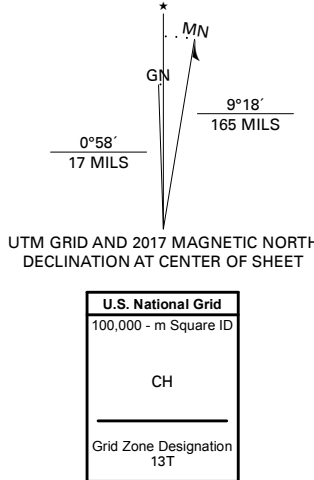 ★
MN
GN
9°18´
165 MILS
0°58´
17 MILS
UTM GRID AND 2017 MAGNETIC NORTH
DECLINATION AT CENTER OF SHEET
U.S. National Grid
100,000 - m Square ID
CH
Grid Zone Designation
13T